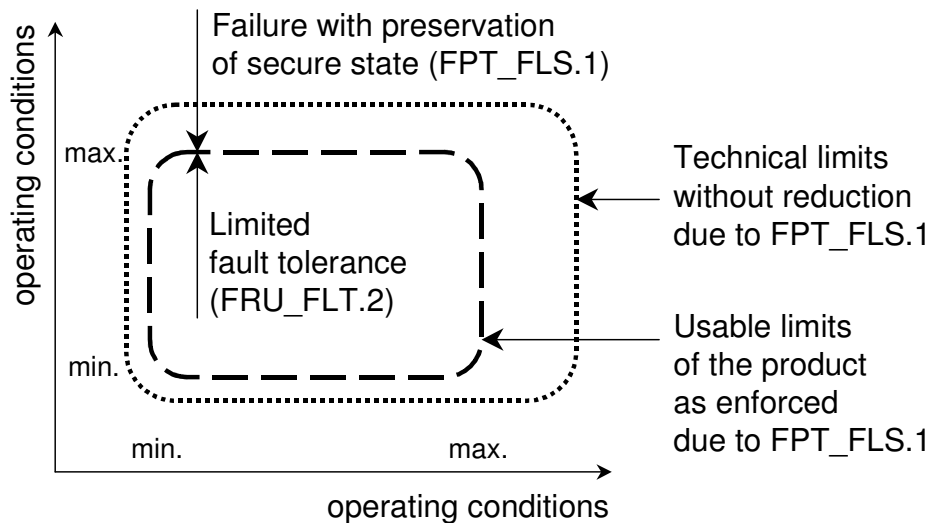 Failure with preservation
of secure state (FPT_FLS.1)
operating conditions
max.
Limited
fault tolerance
(FRU_FLT.2)
min.
Technical limits
without reduction
due to FPT_FLS.1
Usable limits
of the product
as enforced
due to FPT_FLS.1
min.
max.
operating conditions